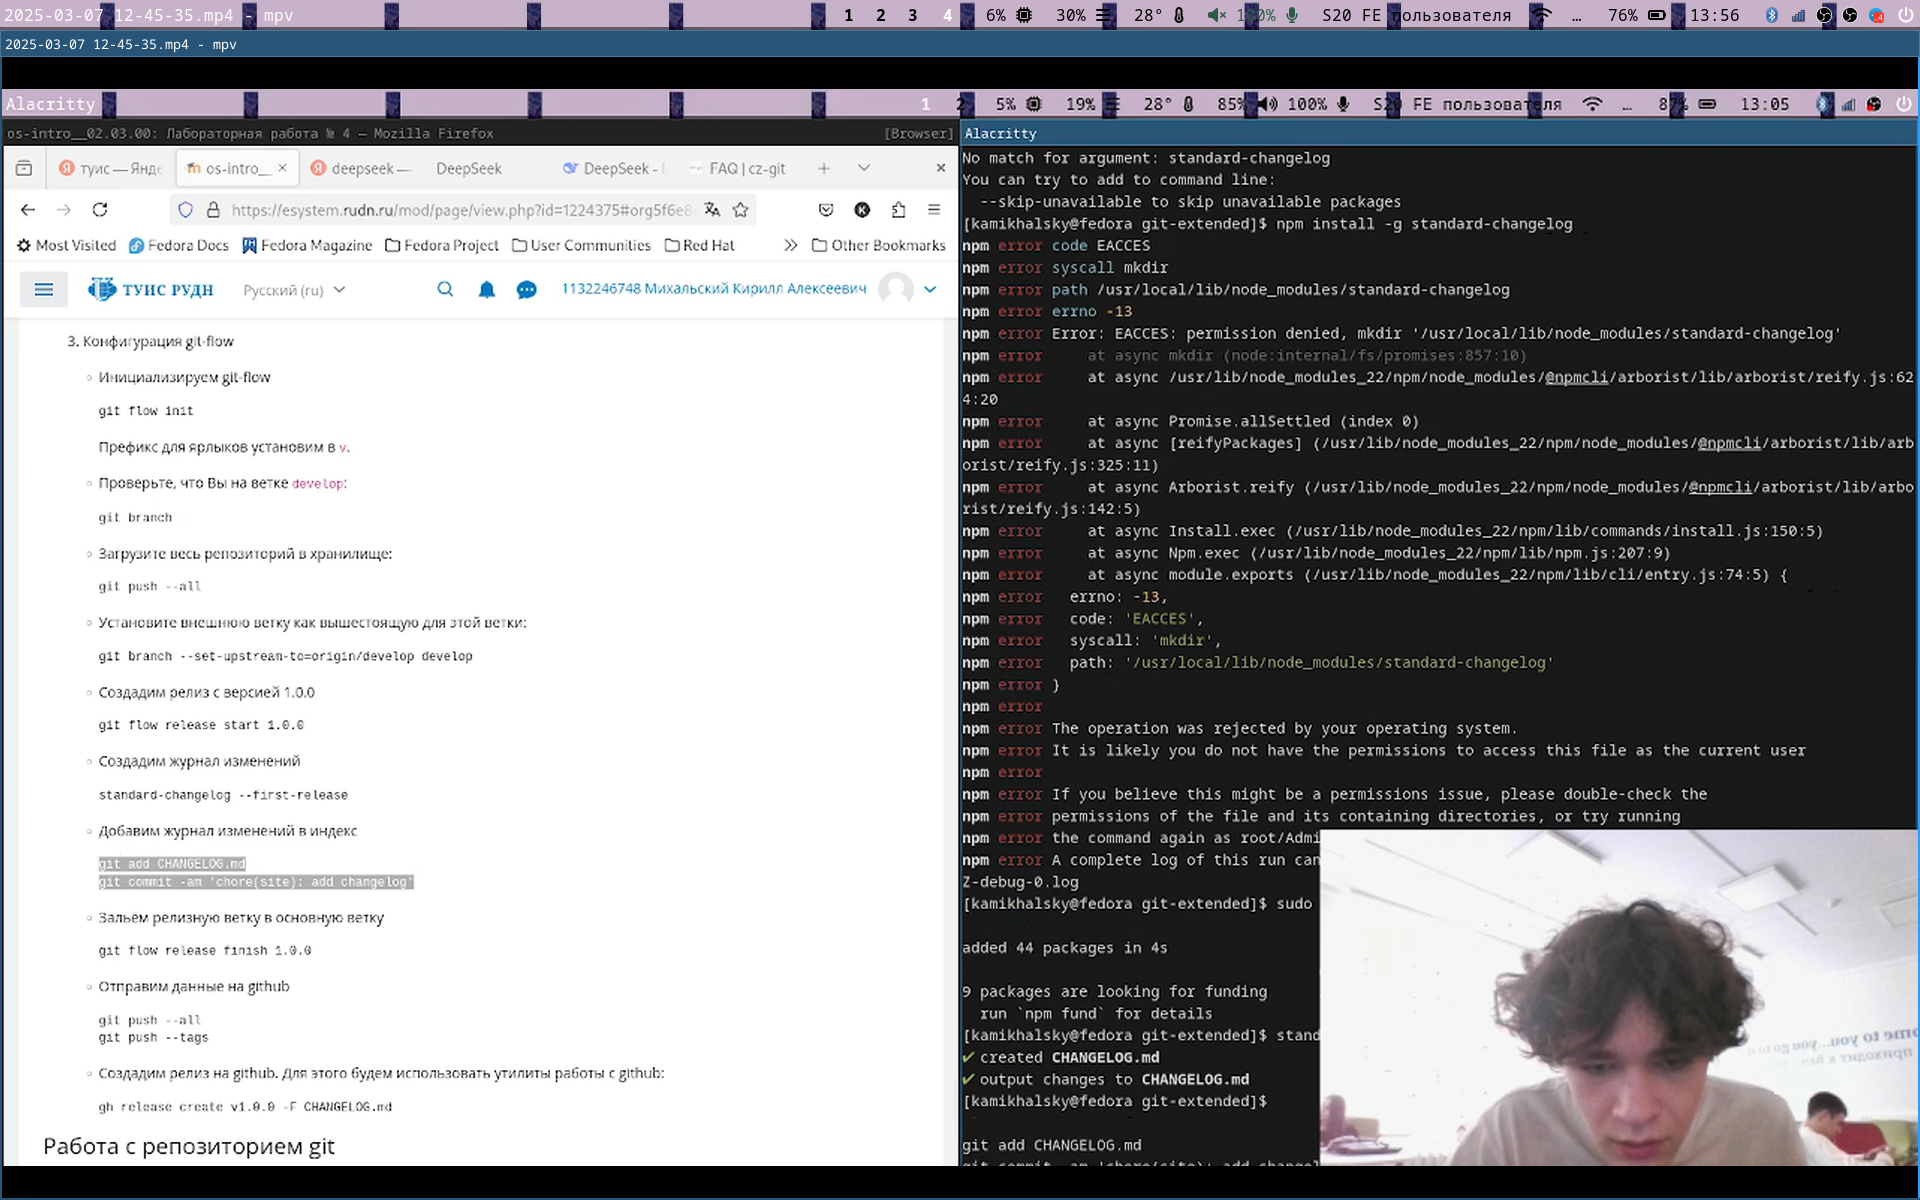 2025-03-07 12-45-35.mp4 - mpv
1 2 3 4 6% 30% 28° 100% S20 FE пользователя … 76% 13:56
2025-03-07 12-45-35.mp4 - mpv
Alacritty
1 2 5% 19% 28° 85% 100% S20 FE пользователя … 87% 13:05
os-intro__02.03.00: Лабораторная работа № 4 — Mozilla Firefox [Browser]
туис — Янде os-intro__ deepseek — DeepSeek DeepSeek - FAQ | cz-git
https://esystem.rudn.ru/mod/page/view.php?id=1224375#org5f6e8
Most Visited Fedora Docs Fedora Magazine Fedora Project User Communities Red Hat Other Bookmarks
ТУИС РУДН Русский (ru) 1132246748 Михальский Кирилл Алексеевич
3. Конфигурация git-flow
Инициализируем git-flow
git flow init
Префикс для ярлыков установим в v.
Проверьте, что Вы на ветке develop:
git branch
Загрузите весь репозиторий в хранилище:
git push --all
Установите внешнюю ветку как вышестоящую для этой ветки:
git branch --set-upstream-to=origin/develop develop
Создадим релиз с версией 1.0.0
git flow release start 1.0.0
Создадим журнал изменений
standard-changelog --first-release
Добавим журнал изменений в индекс
git add CHANGELOG.md
git commit -am 'chore(site): add changelog'
Зальём релизную ветку в основную ветку
git flow release finish 1.0.0
Отправим данные на github
git push --all
git push --tags
Создадим релиз на github. Для этого будем использовать утилиты работы с github:
gh release create v1.0.0 -F CHANGELOG.md
Работа с репозиторием git
Alacritty
No match for argument: standard-changelog
You can try to add to command line:
--skip-unavailable to skip unavailable packages
[kamikhalsky@fedora git-extended]$ npm install -g standard-changelog
npm error code EACCES
npm error syscall mkdir
npm error path /usr/local/lib/node_modules/standard-changelog
npm error errno -13
npm error Error: EACCES: permission denied, mkdir '/usr/local/lib/node_modules/standard-changelog'
npm error at async mkdir (node:internal/fs/promises:857:10)
npm error at async /usr/lib/node_modules_22/npm/node_modules/@npmcli/arborist/lib/arborist/reify.js:62
4:20
npm error at async Promise.allSettled (index 0)
npm error at async [reifyPackages] (/usr/lib/node_modules_22/npm/node_modules/@npmcli/arborist/lib/arb
orist/reify.js:325:11)
npm error at async Arborist.reify (/usr/lib/node_modules_22/npm/node_modules/@npmcli/arborist/lib/arbo
rist/reify.js:142:5)
npm error at async Install.exec (/usr/lib/node_modules_22/npm/lib/commands/install.js:150:5)
npm error at async Npm.exec (/usr/lib/node_modules_22/npm/lib/npm.js:207:9)
npm error at async module.exports (/usr/lib/node_modules_22/npm/lib/cli/entry.js:74:5) {
npm error errno: -13,
npm error code: 'EACCES',
npm error syscall: 'mkdir',
npm error path: '/usr/local/lib/node_modules/standard-changelog'
npm error }
npm error
npm error The operation was rejected by your operating system.
npm error It is likely you do not have the permissions to access this file as the current user
npm error
npm error If you believe this might be a permissions issue, please double-check the
npm error permissions of the file and its containing directories, or try running
npm error the command again as root/Admi
npm error A complete log of this run can
Z-debug-0.log
[kamikhalsky@fedora git-extended]$ sudo
added 44 packages in 4s
9 packages are looking for funding
run `npm fund` for details
[kamikhalsky@fedora git-extended]$ stand
✔ created CHANGELOG.md
✔ output changes to CHANGELOG.md
[kamikhalsky@fedora git-extended]$
git add CHANGELOG.md
git commit -am 'chore(site): add changel